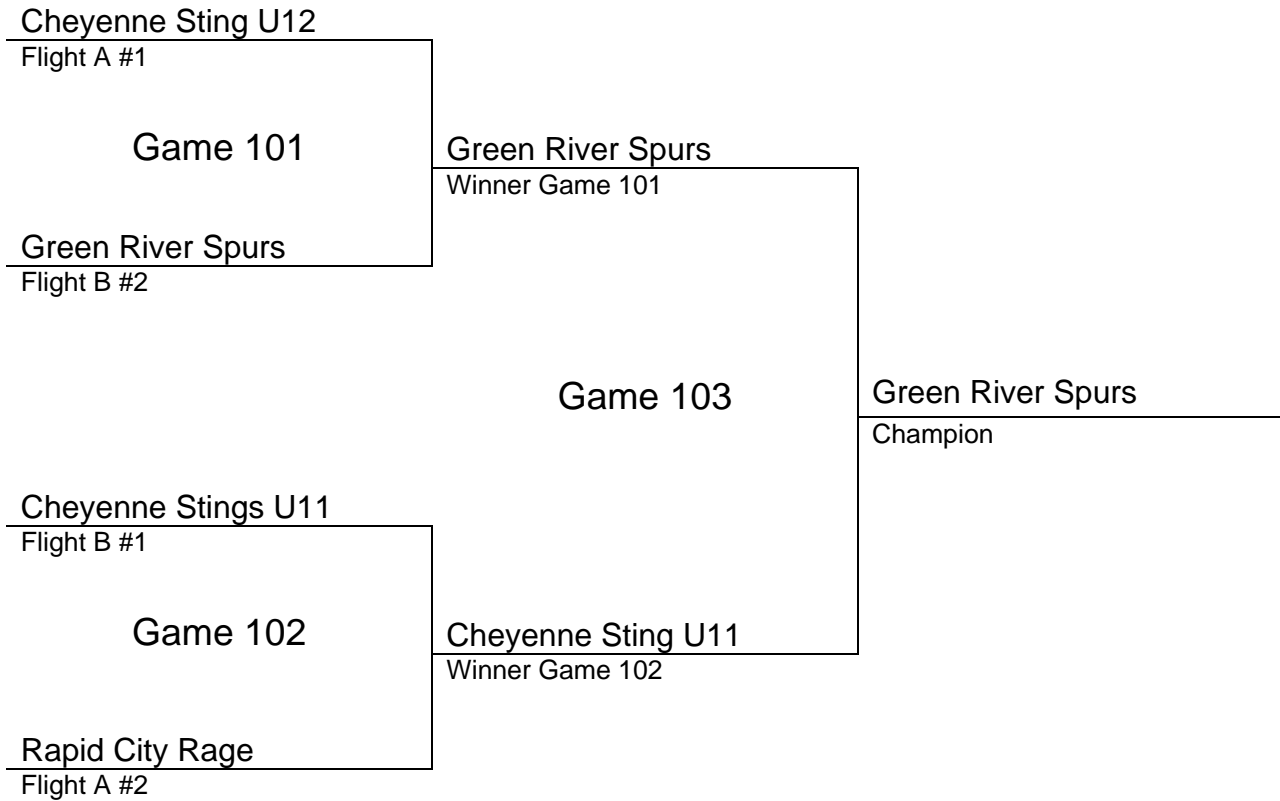 Cheyenne Sting U12
Flight A #1
Game 101
Green River Spurs
Winner Game 101
Green River Spurs
Flight B #2
Game 103
Green River Spurs
Champion
Cheyenne Stings U11
Flight B #1
Game 102
Cheyenne Sting U11
Winner Game 102
Rapid City Rage
Flight A #2